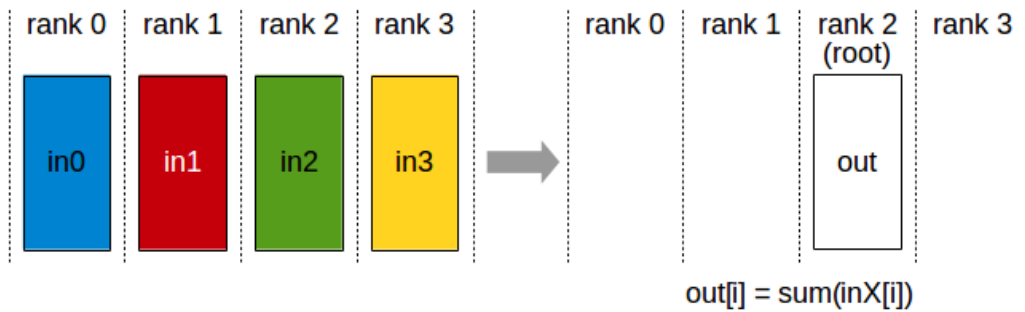 rank 0 rank 1 rank 2 rank 3 rank 0 rank 1 rank 2 rank 3
(root)
in0 in1 in2 in3 out
out[i] = sum(inX[i])